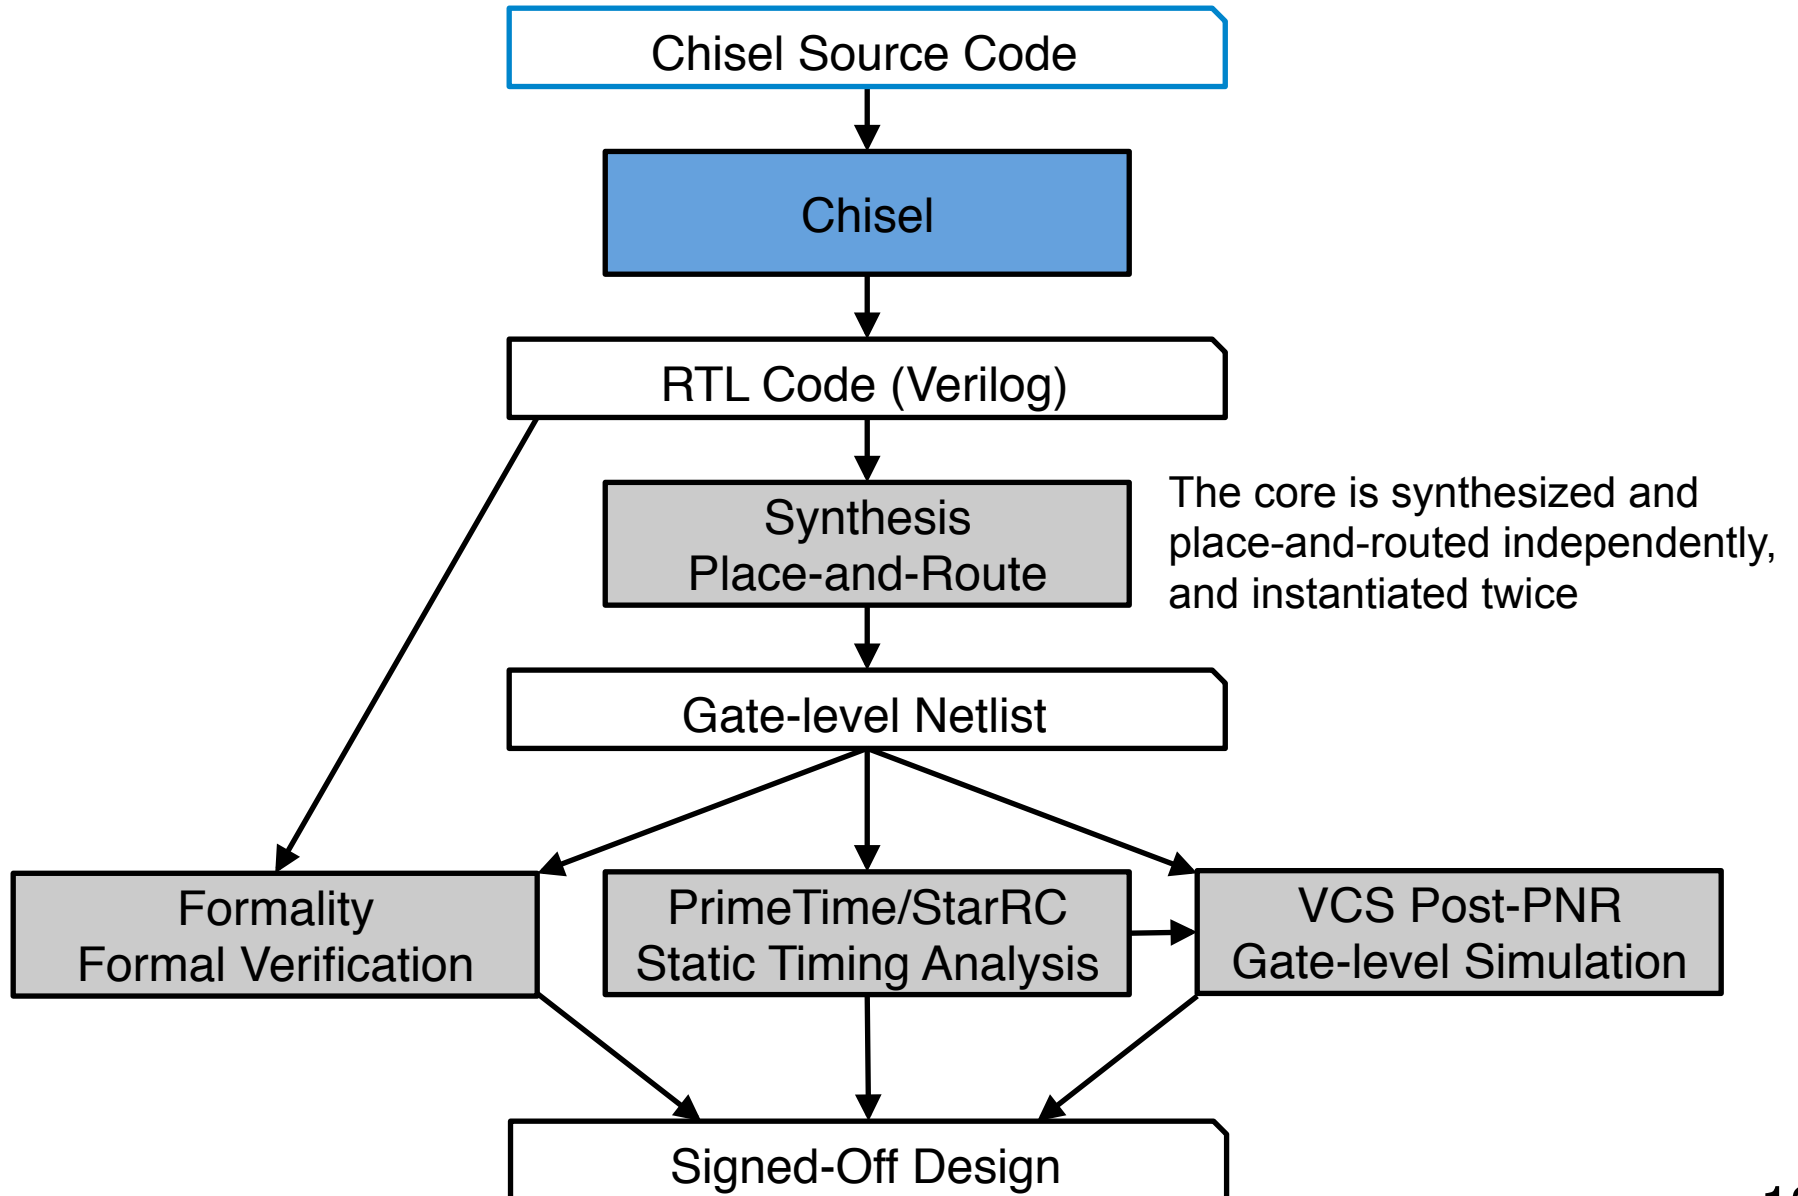 Chisel Source Code
Chisel
RTL Code (Verilog)
Synthesis
Place-and-Route
The core is synthesized and
place-and-routed independently,
and instantiated twice
Gate-level Netlist
Formality
Formal Verification
PrimeTime/StarRC
Static Timing Analysis
VCS Post-PNR
Gate-level Simulation
Signed-Off Design